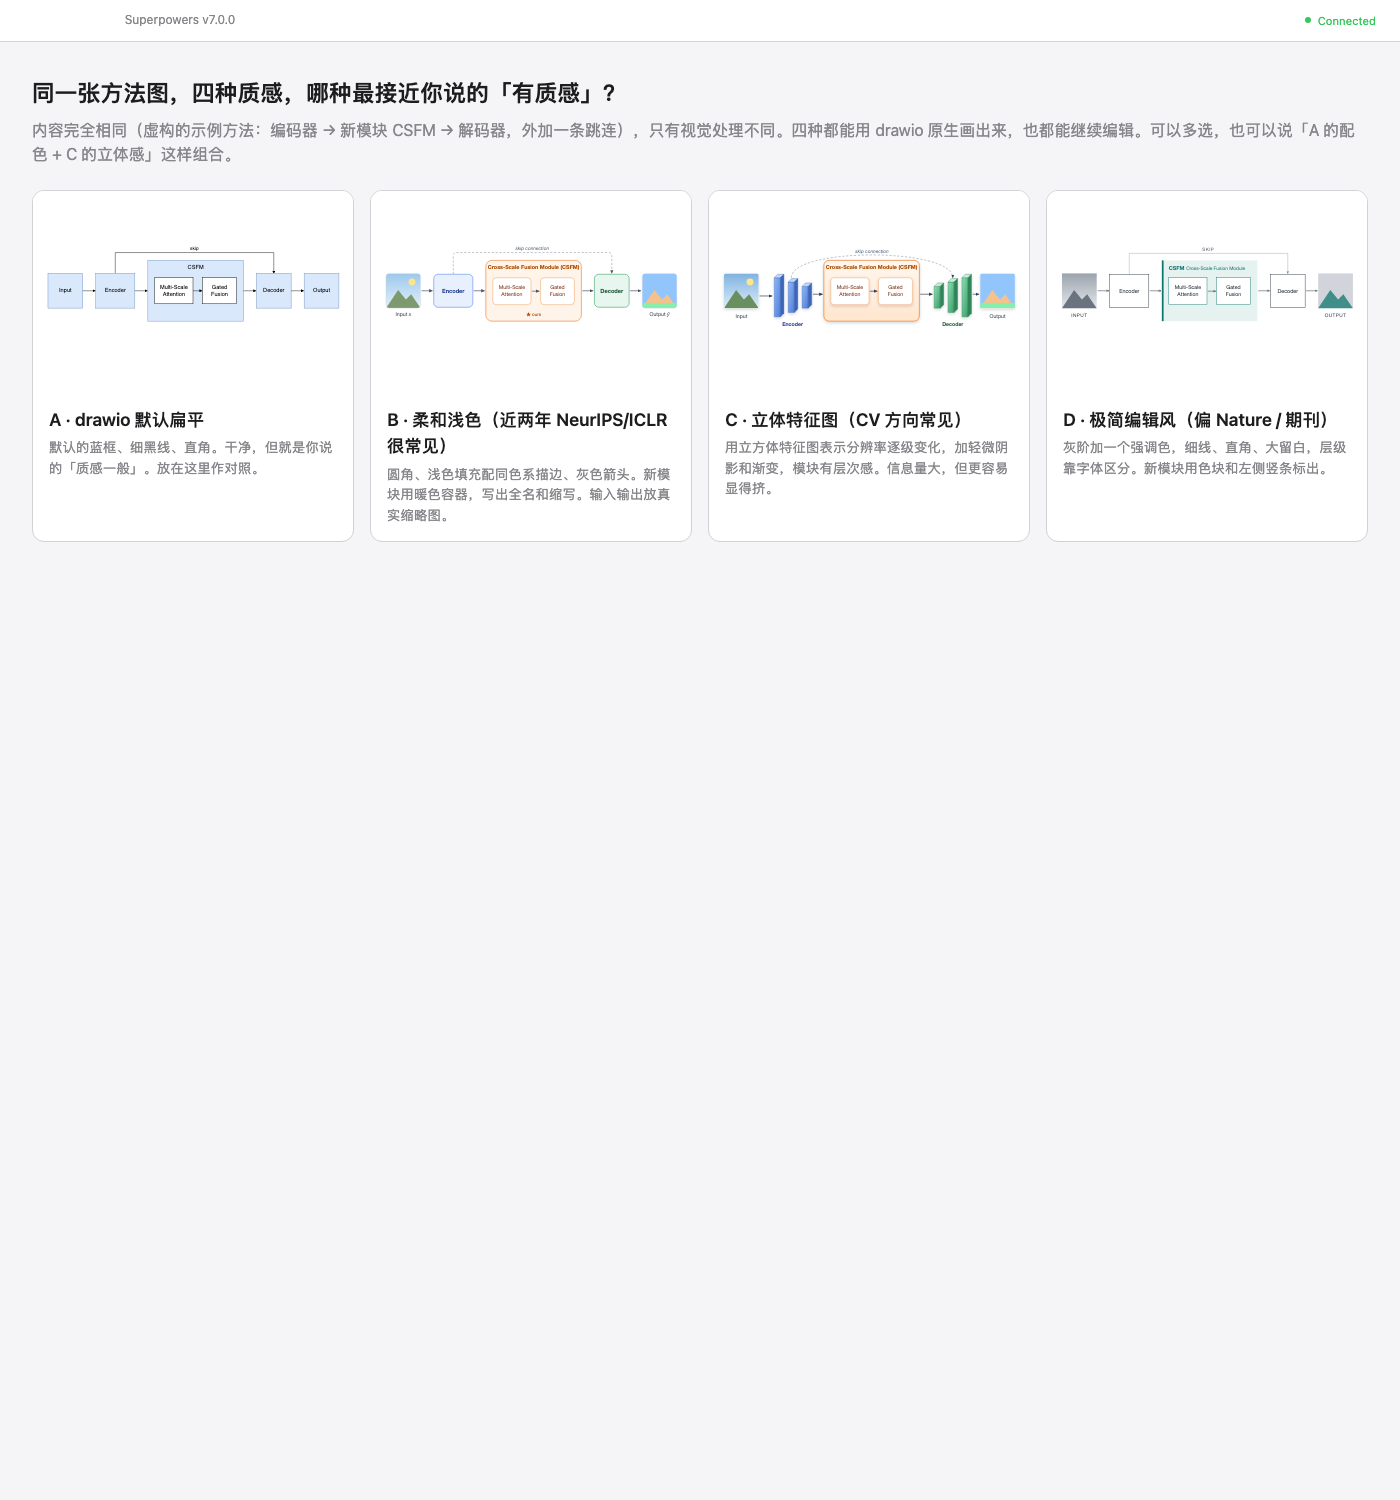 Superpowers v7.0.0
Connected
同一张方法图，四种质感，哪种最接近你说的「有质感」?
内容完全相同（虚构的示例方法：编码器 → 新模块 CSFM → 解码器，外加一条跳连），只有视觉处理不同。四种都能用 drawio 原生画出来，也都能继续编辑。可以多选，也可以说「A 的配
色 + C 的立体感」这样组合。
skip
CSFM
Input
Encoder
Multi-Scale
Attention
Gated
Fusion
Decoder
Output
A · drawio 默认扁平
默认的蓝框、细黑线、直角。干净，但就是你说
的「质感一般」。放在这里作对照。
skip connection
Cross-Scale Fusion Module (CSFM)
Encoder
Multi-Scale
Attention
Gated
Fusion
Decoder
Input x
★ ours
Output ŷ
B · 柔和浅色（近两年 NeurIPS/ICLR
很常见）
圆角、浅色填充配同色系描边、灰色箭头。新模
块用暖色容器，写出全名和缩写。输入输出放真
实缩略图。
skip connection
Cross-Scale Fusion Module (CSFM)
Multi-Scale
Attention
Gated
Fusion
Input
Encoder
Decoder
Output
C · 立体特征图（CV 方向常见）
用立方体特征图表示分辨率逐级变化，加轻微阴
影和渐变，模块有层次感。信息量大，但更容易
显得挤。
SKIP
CSFM Cross-Scale Fusion Module
Encoder
Multi-Scale
Attention
Gated
Fusion
Decoder
INPUT
OUTPUT
D · 极简编辑风（偏 Nature / 期刊）
灰阶加一个强调色，细线、直角、大留白，层级
靠字体区分。新模块用色块和左侧竖条标出。